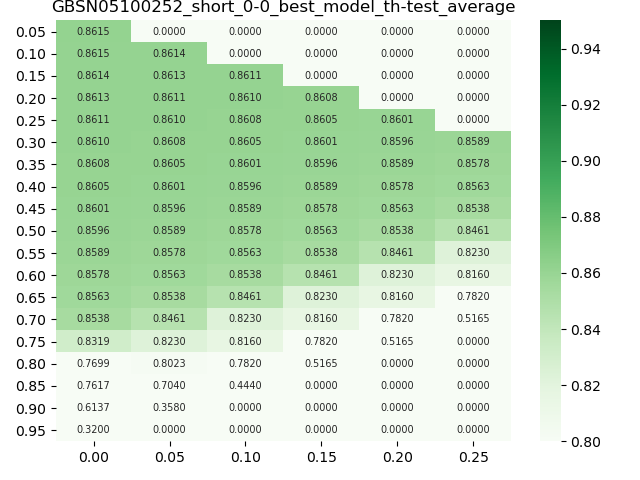 GBSN05100252_short_0-0_best_model_th-test_average
0.05 0.8615 0.0000 0.0000 0.0000 0.0000 0.0000
0.10 0.8615 0.8614 0.0000 0.0000 0.0000 0.0000
0.15 0.8614 0.8613 0.8611 0.0000 0.0000 0.0000
0.20 0.8613 0.8611 0.8610 0.8608 0.0000 0.0000
0.25 0.8611 0.8610 0.8608 0.8605 0.8601 0.0000
0.30 0.8610 0.8608 0.8605 0.8601 0.8596 0.8589
0.35 0.8608 0.8605 0.8601 0.8596 0.8589 0.8578
0.40 0.8605 0.8601 0.8596 0.8589 0.8578 0.8563
0.45 0.8601 0.8596 0.8589 0.8578 0.8563 0.8538
0.50 0.8596 0.8589 0.8578 0.8563 0.8538 0.8461
0.55 0.8589 0.8578 0.8563 0.8538 0.8461 0.8230
0.60 0.8578 0.8563 0.8538 0.8461 0.8230 0.8160
0.65 0.8563 0.8538 0.8461 0.8230 0.8160 0.7820
0.70 0.8538 0.8461 0.8230 0.8160 0.7820 0.5165
0.75 0.8319 0.8230 0.8160 0.7820 0.5165 0.0000
0.80 0.7699 0.8023 0.7820 0.5165 0.0000 0.0000
0.85 0.7617 0.7040 0.4440 0.0000 0.0000 0.0000
0.90 0.6137 0.3580 0.0000 0.0000 0.0000 0.0000
0.95 0.3200 0.0000 0.0000 0.0000 0.0000 0.0000
0.00 0.05 0.10 0.15 0.20 0.25
0.94
0.92
0.90
0.88
0.86
0.84
0.82
0.80